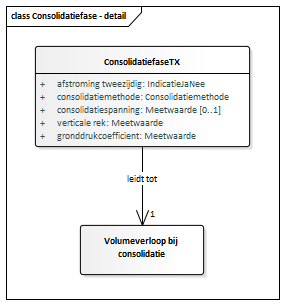 class Consolidatiefase - detail
ConsolidatiefaseTX
+ afstroming tweezijdig: IndicatieJaNee
+ consolidatiemethode: Consolidatiemethode
+ consolidatiespanning: Meetwaarde [0..1]
+ verticale rek: Meetwaarde
+ gronddrukcoefficient: Meetwaarde
leidt tot
1
Volumeverloop bij
consolidatie